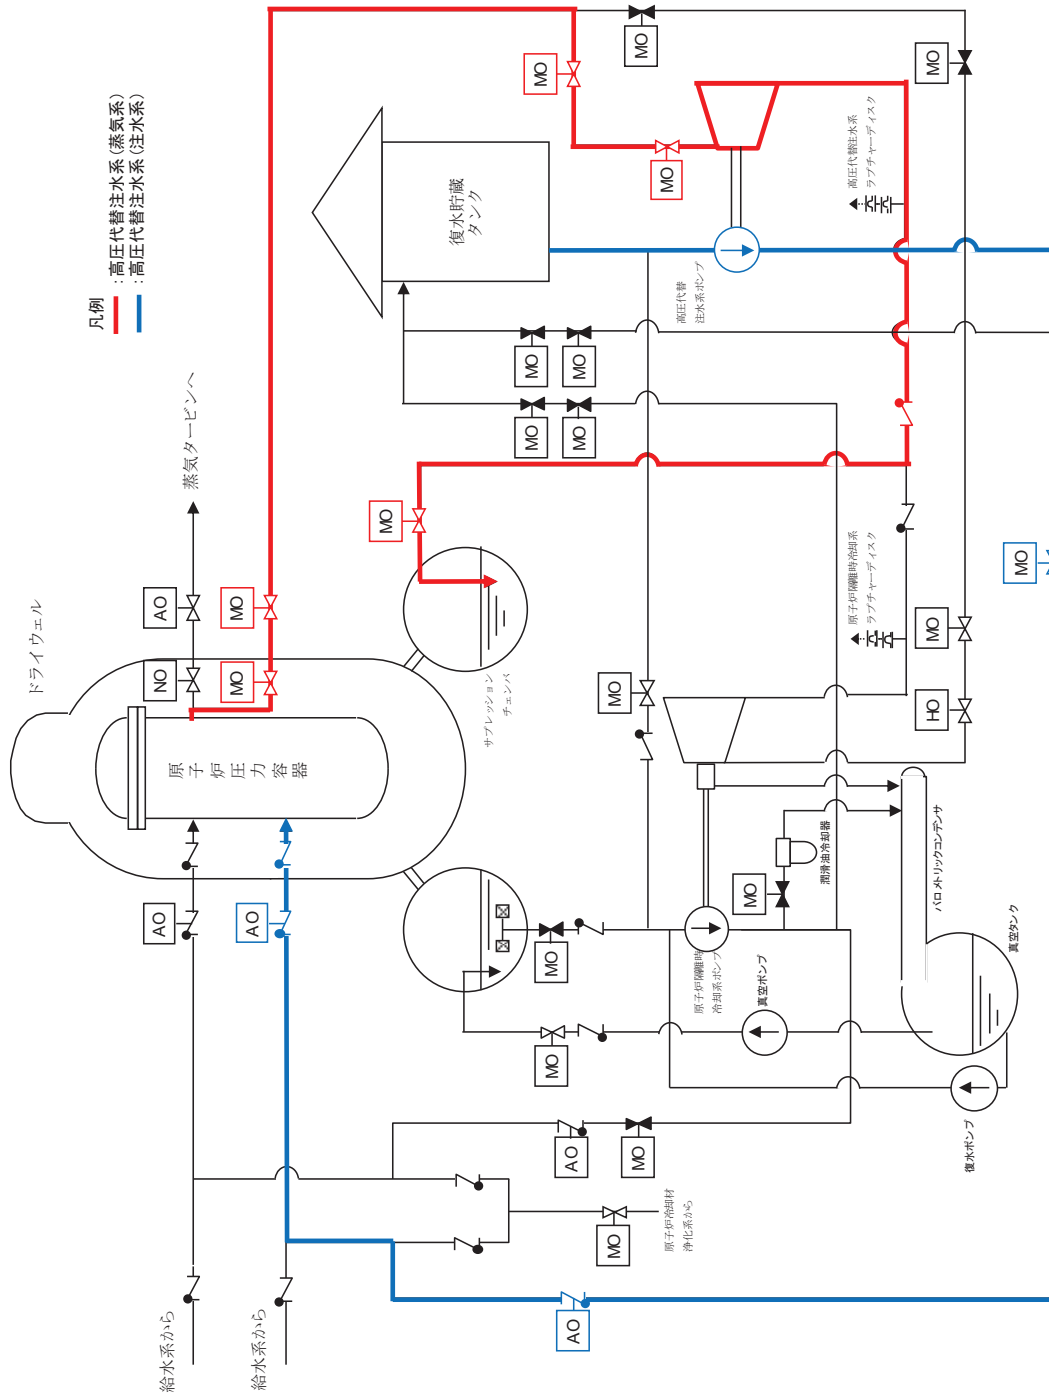 凡例
：高圧代替注水系（蒸気系）
：高圧代替注水系（注水系）
給水系から
給水系から
ドライウェル
蒸気タービンへ
原子炉圧力容器
AO
NO
MO
MO
AO
AO
MO
サプレッション
チェンバ
復水貯蔵
タンク
MO
MO
MO
MO
MO
MO
MO
MO
高圧代替
注水系ポンプ
高圧代替注水系
ラプチャーディスク
原子炉隔離時冷却系
ラプチャーディスク
MO
MO
HO
MO
MO
MO
MO
MO
原子炉隔離時
冷却系ポンプ
潤滑油冷却器
バロメトリックコンデンサ
真空タンク
真空ポンプ
復水ポンプ
AO
MO
MO
原子炉冷却材
浄化系から
AO